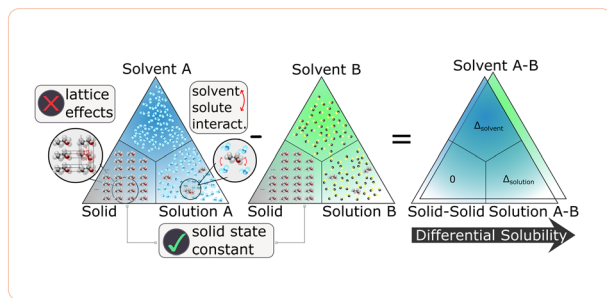 Solvent A
Solvent B
Solvent A-B
lattice
effects
solvent
solute
interact.
-
=
Δsolvent
0
Δsolution
Solid
Solution A
Solid
Solution B
Solid-Solid
Solution A-B
solid state
constant
Differential Solubility